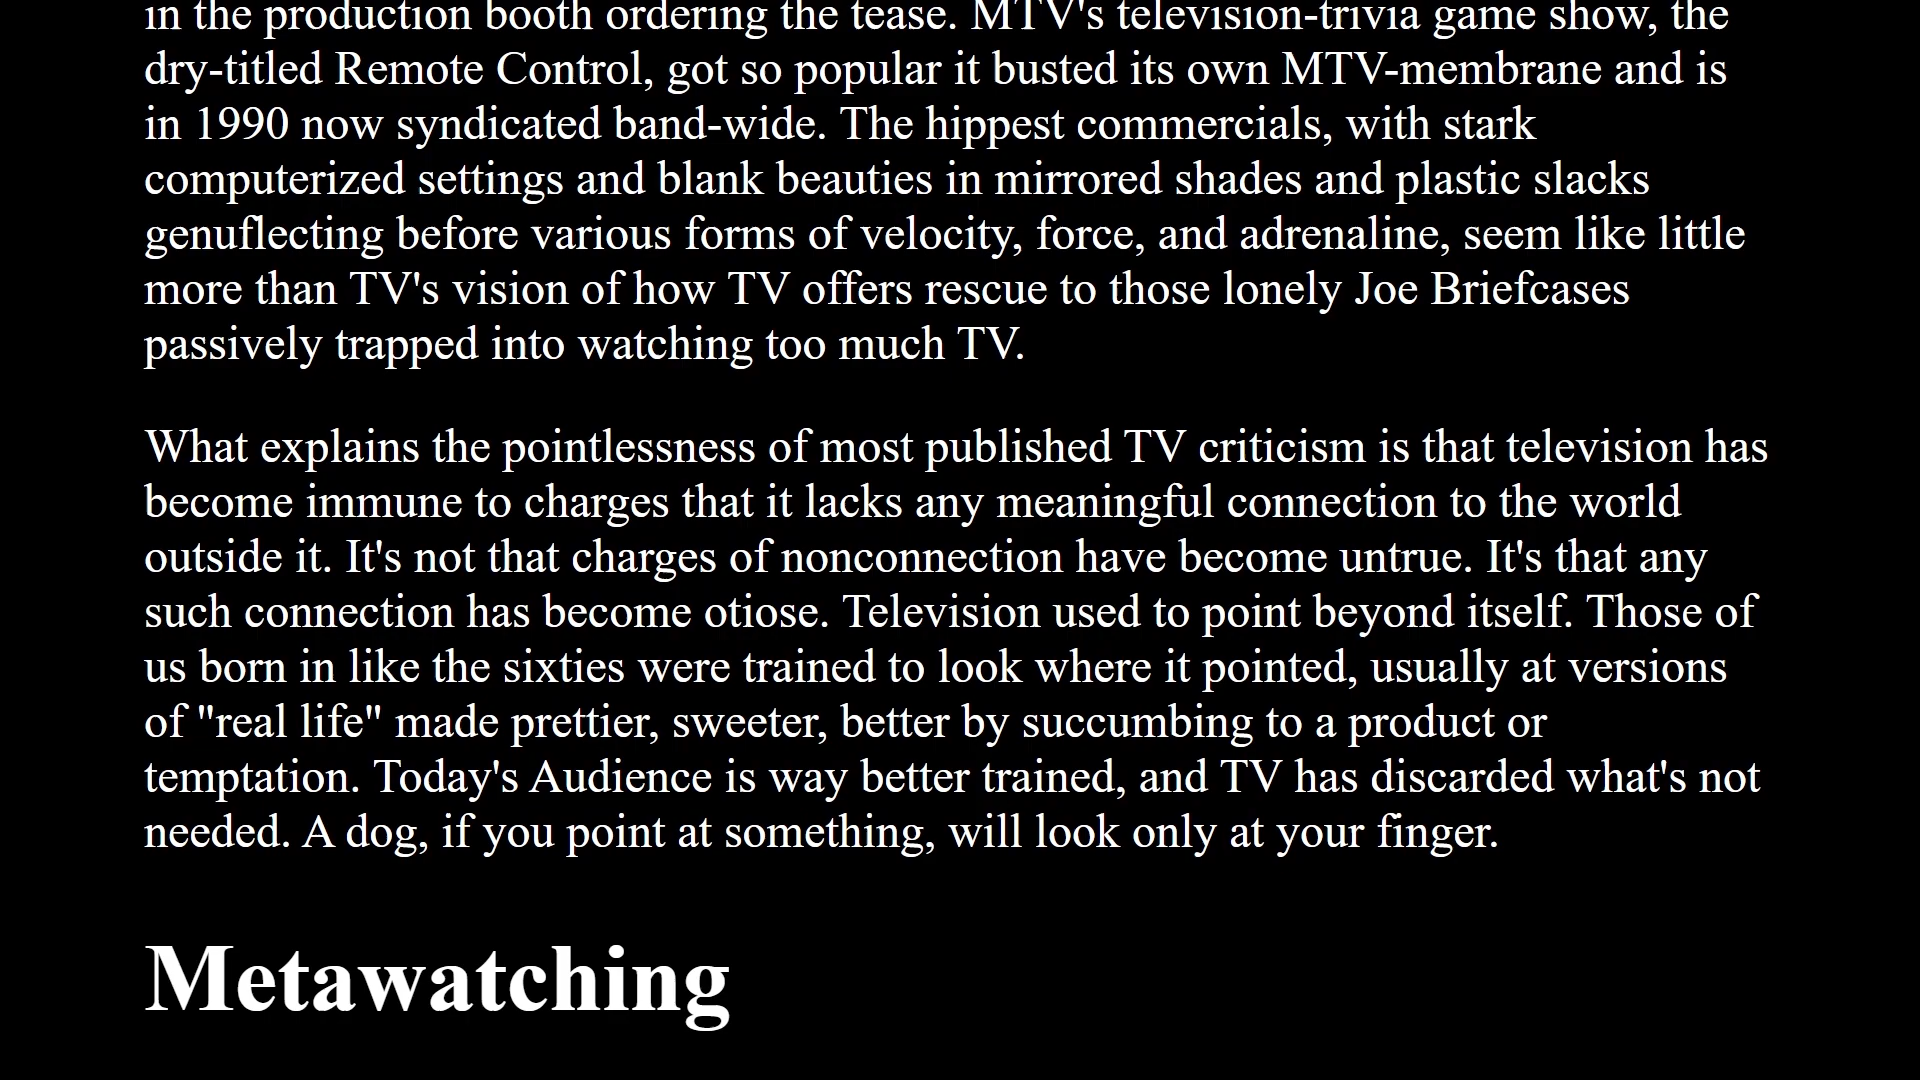 in the production booth ordering the tease. MTV's television-trivia game show, the
dry-titled Remote Control, got so popular it busted its own MTV-membrane and is
in 1990 now syndicated band-wide. The hippest commercials, with stark
computerized settings and blank beauties in mirrored shades and plastic slacks
genuflecting before various forms of velocity, force, and adrenaline, seem like little
more than TV's vision of how TV offers rescue to those lonely Joe Briefcases
passively trapped into watching too much TV.
What explains the pointlessness of most published TV criticism is that television has
become immune to charges that it lacks any meaningful connection to the world
outside it. It's not that charges of nonconnection have become untrue. It's that any
such connection has become otiose. Television used to point beyond itself. Those of
us born in like the sixties were trained to look where it pointed, usually at versions
of "real life" made prettier, sweeter, better by succumbing to a product or
temptation. Today's Audience is way better trained, and TV has discarded what's not
needed. A dog, if you point at something, will look only at your finger.
Metawatching